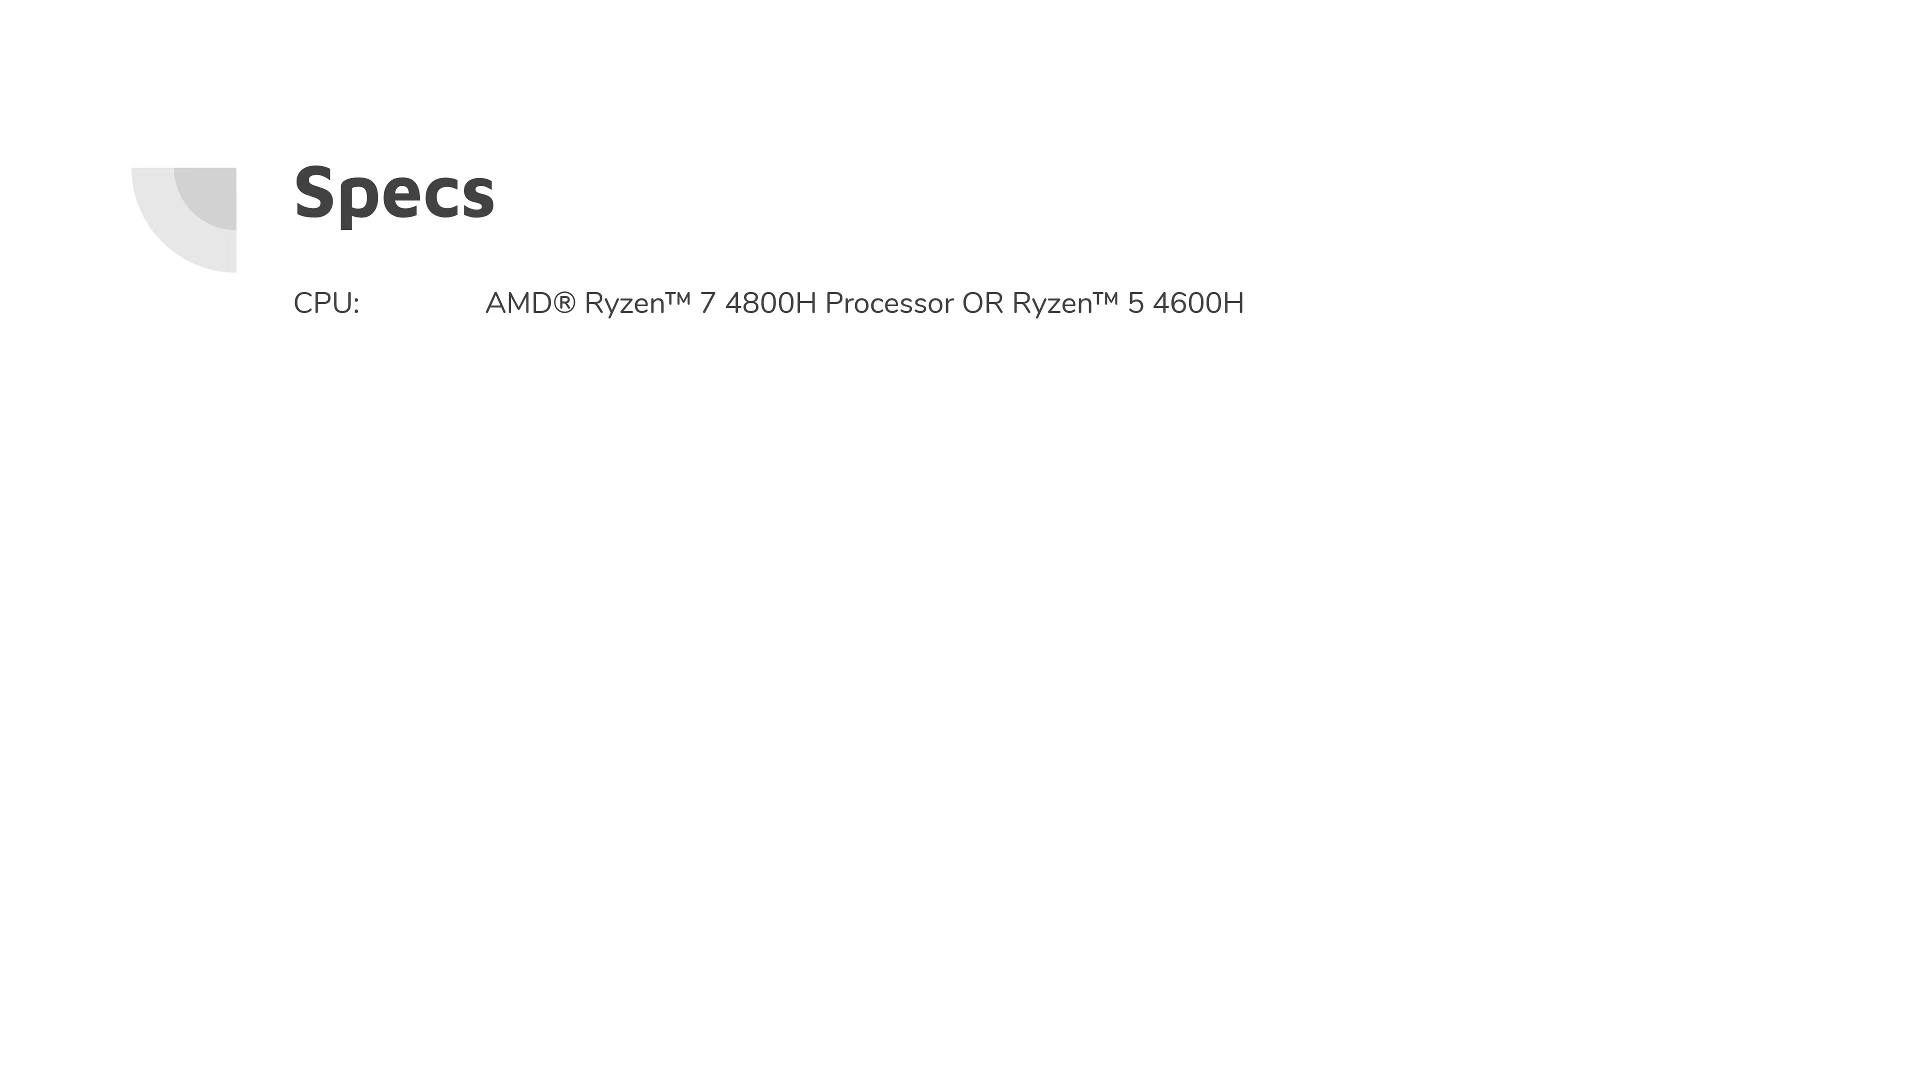 Specs
CPU: AMD® Ryzen™ 7 4800H Processor OR Ryzen™ 5 4600H